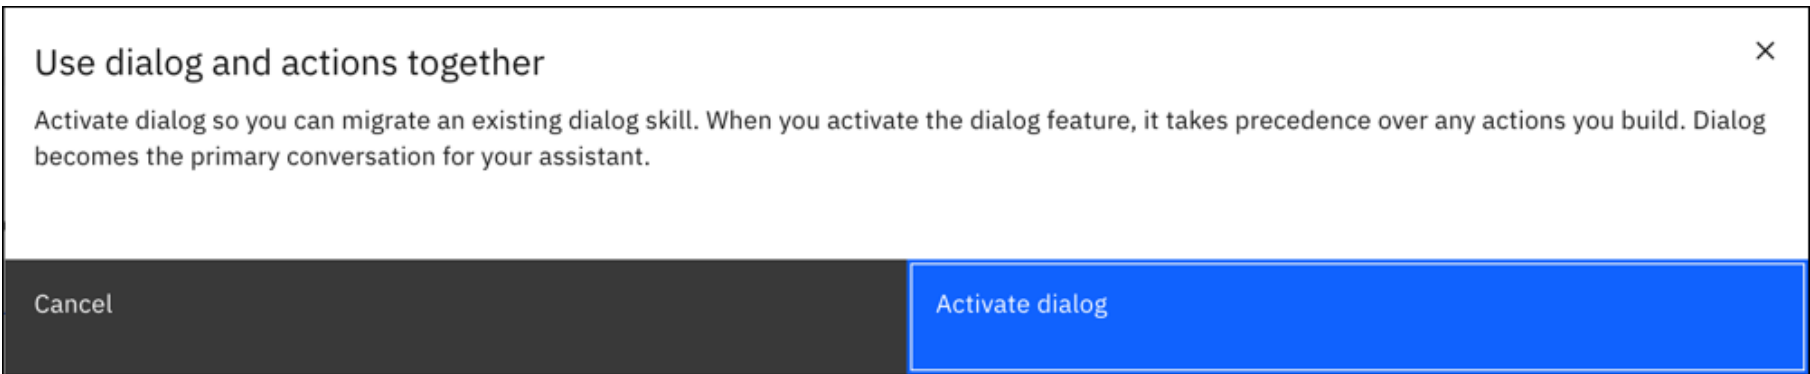 Use dialog and actions together
Activate dialog so you can migrate an existing dialog skill. When you activate the dialog feature, it takes precedence over any actions you build. Dialog
becomes the primary conversation for your assistant.
Cancel
Activate dialog